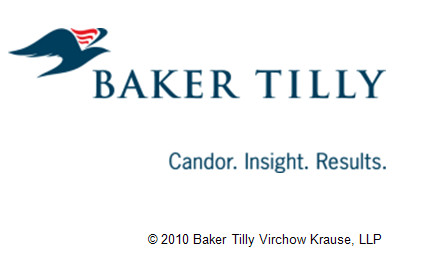 BAKER TILLY
Candor. Insight. Results.
© 2010 Baker Tilly Virchow Krause, LLP